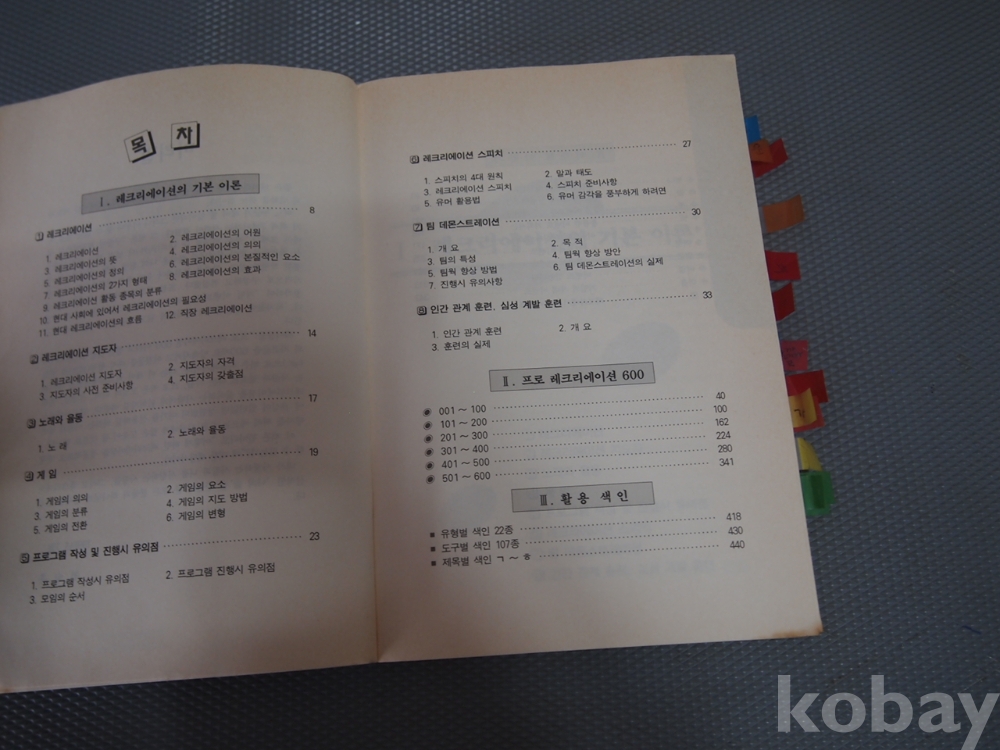 목 차
Ⅰ. 레크리에이션의 기본 이론
1 레크리에이션 8
1. 레크리에이션 2. 레크리에이션의 어원
3. 레크리에이션의 뜻 4. 레크리에이션의 의의
5. 레크리에이션의 정의 6. 레크리에이션의 본질적인 요소
7. 레크리에이션의 2가지 형태 8. 레크리에이션의 효과
9. 레크리에이션 활동 종목의 분류
10. 현대 사회에 있어서 레크리에이션의 필요성
11. 현대 레크리에이션의 흐름 12. 직장 레크리에이션
2 레크리에이션 지도자 14
1. 레크리에이션 지도자 2. 지도자의 자격
3. 지도자의 사전 준비사항 4. 지도자의 갖출점
3 노래와 율동 17
1. 노 래 2. 노래와 율동
4 게 임 19
1. 게임의 의의 2. 게임의 요소
3. 게임의 분류 4. 게임의 지도 방법
5. 게임의 전환 6. 게임의 변형
5 프로그램 작성 및 진행시 유의점 23
1. 프로그램 작성시 유의점 2. 프로그램 진행시 유의점
3. 모임의 순서
6 레크리에이션 스피치 27
1. 스피치의 4대 원칙 2. 말과 태도
3. 레크리에이션 스피치 4. 스피치 준비사항
5. 유머 활용법 6. 유머 감각을 풍부하게 하려면
7 팀 데몬스트레이션 30
1. 개 요 2. 목 적
3. 팀의 특성 4. 팀웍 향상 방안
5. 팀웍 향상 방법 6. 팀 데몬스트레이션의 실제
7. 진행시 유의사항
8 인간 관계 훈련, 심성 계발 훈련 33
1. 인간 관계 훈련 2. 개 요
3. 훈련의 실제
Ⅱ. 프로 레크리에이션 600
001~100 40
101~200 100
201~300 162
301~400 224
401~500 280
501~600 341
Ⅲ. 활용 색인
유형별 색인 22종 418
도구별 색인 107종 430
제목별 색인 ㄱ~ㅎ 440
kobay